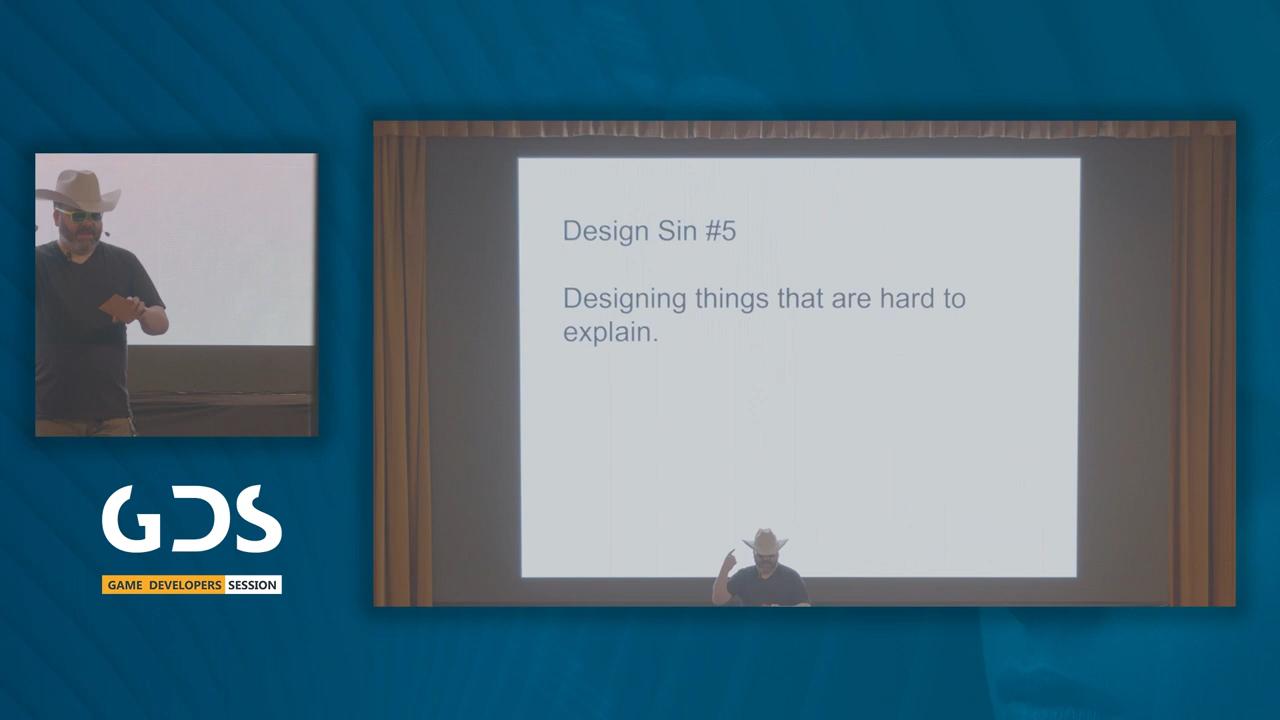 Design Sin #5
Designing things that are hard to
explain.
GDS
GAME DEVELOPERS SESSION